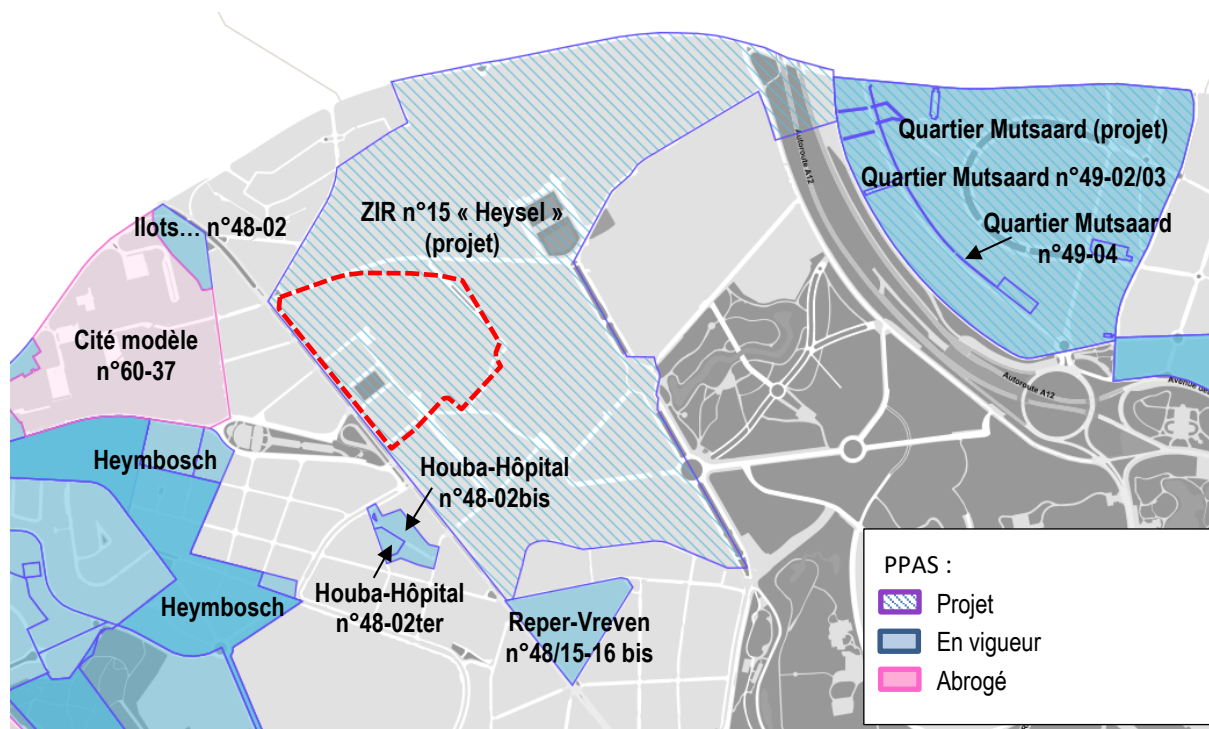 Autoroute A12
Quartier Mutsaard (projet)
Quartier Mutsaard n°49-02/03
Quartier Mutsaard
n°49-04
ZIR n°15 « Heysel »
(projet)
Ilots... n°48-02
Cité modèle
n°60-37
Autoroute A12
Heymbosch
Houba-Hôpital
n°48-02bis
Heymbosch
Houba-Hôpital
n°48-02ter
Reper-Vreven
n°48/15-16 bis
PPAS :
Projet
En vigueur
Abrogé